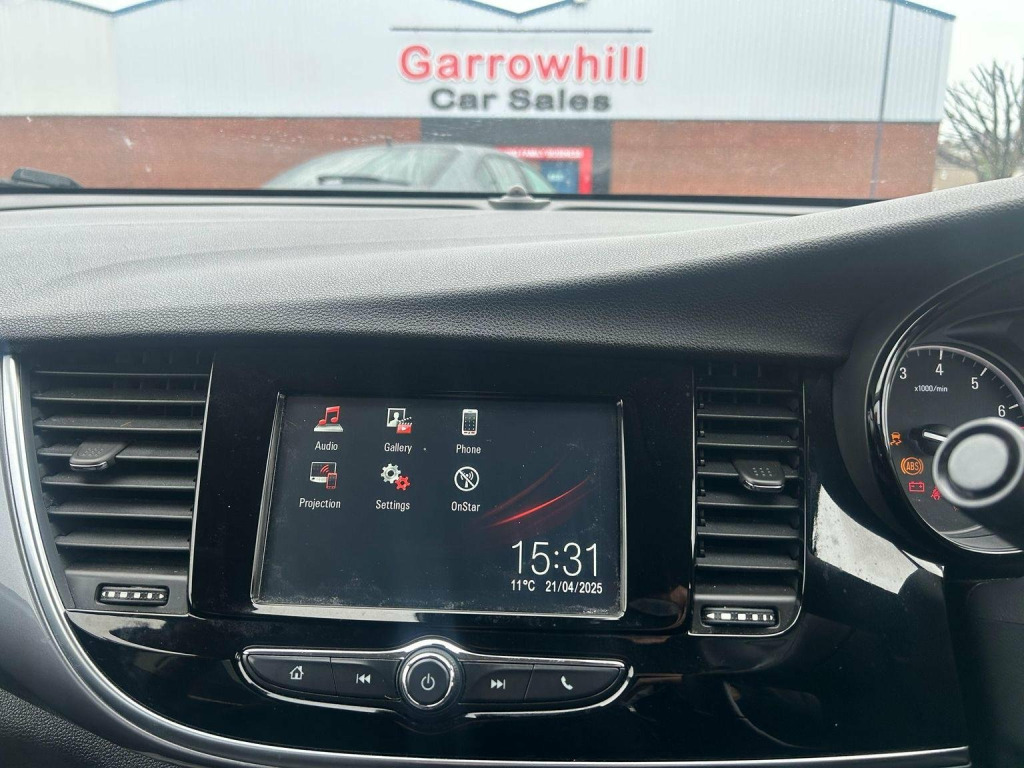 Garrowhill
Car Sales
Audio
Gallery
Phone
Projection
Settings
OnStar
15:31
11°C 21/04/2025
3 4 5 6
x1000/min
ABS